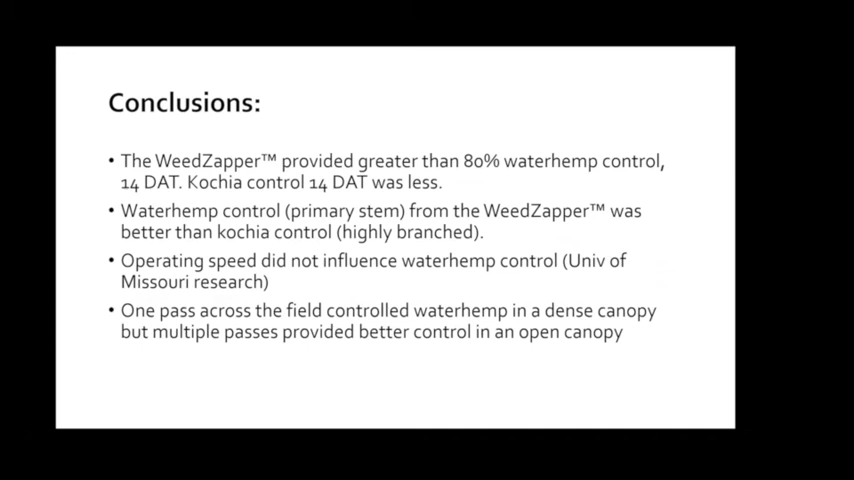 Conclusions:
• The WeedZapper™ provided greater than 80% waterhemp control,
14 DAT. Kochia control 14 DAT was less.
• Waterhemp control (primary stem) from the WeedZapper™ was
better than kochia control (highly branched).
• Operating speed did not influence waterhemp control (Univ of
Missouri research)
• One pass across the field controlled waterhemp in a dense canopy
but multiple passes provided better control in an open canopy